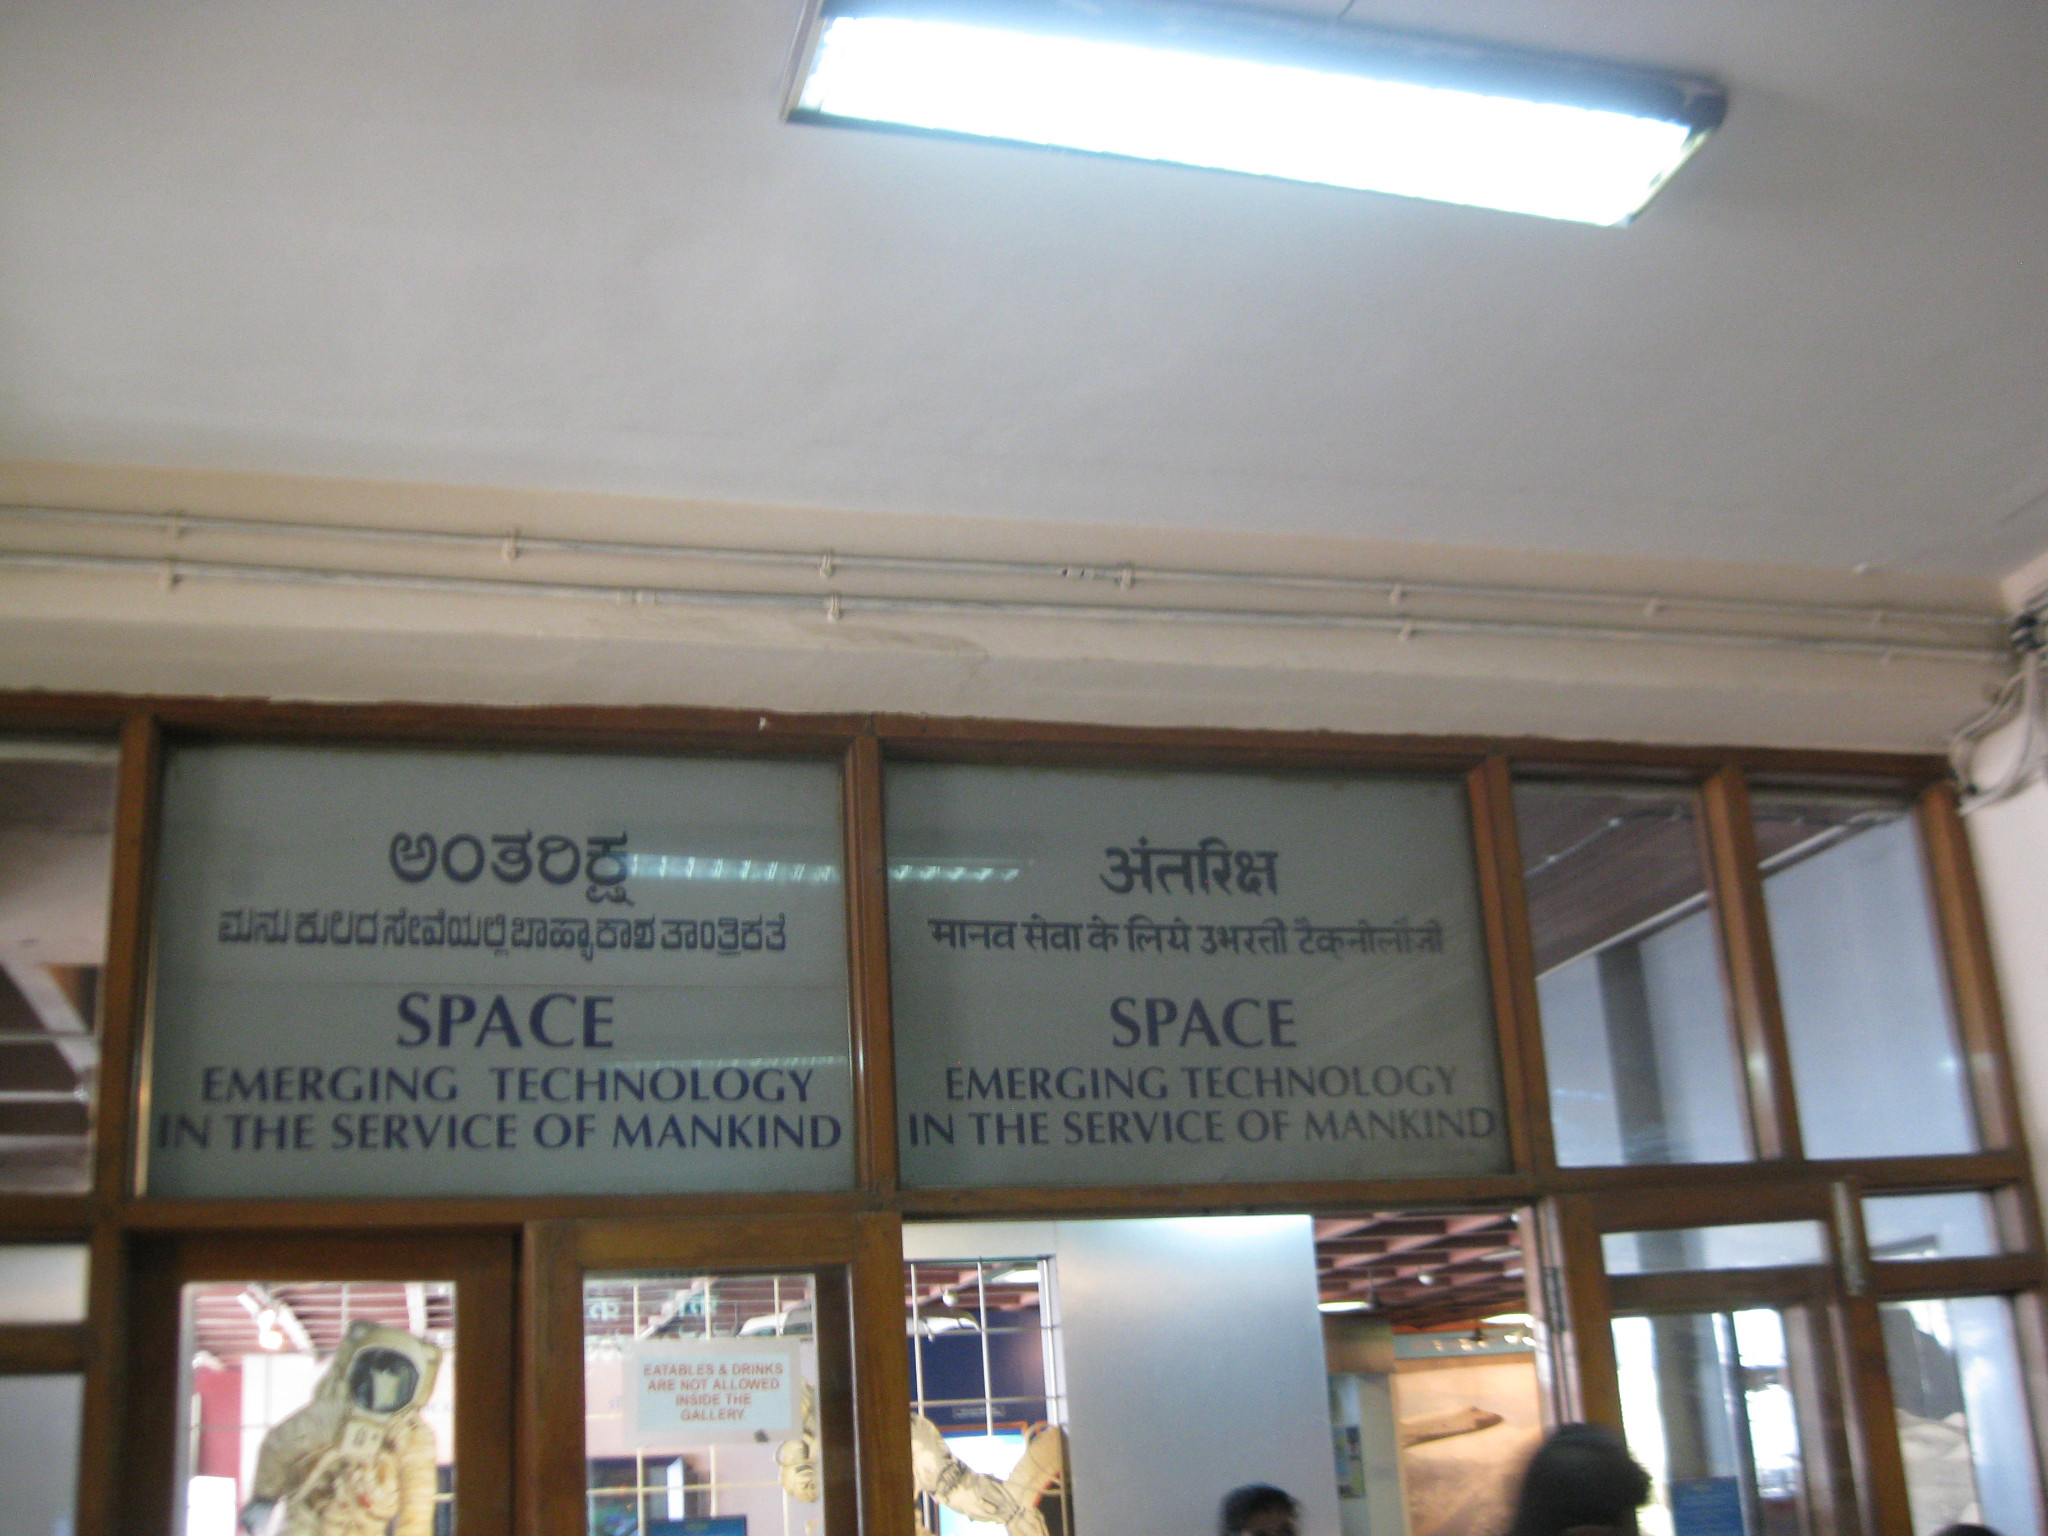 ಅಂತರಿಕ್ಷ
ಮನುಕುಲದ ಸೇವೆಯಲ್ಲಿ ಬಾಹ್ಯಾಕಾಶ ತಾಂತ್ರಿಕತೆ
SPACE
EMERGING TECHNOLOGY
IN THE SERVICE OF MANKIND
अंतरिक्ष
मानव सेवा के लिये उभरती टैक्नौलौजी
SPACE
EMERGING TECHNOLOGY
IN THE SERVICE OF MANKIND
EATABLES & DRINKS
ARE NOT ALLOWED
INSIDE THE
GALLERY.